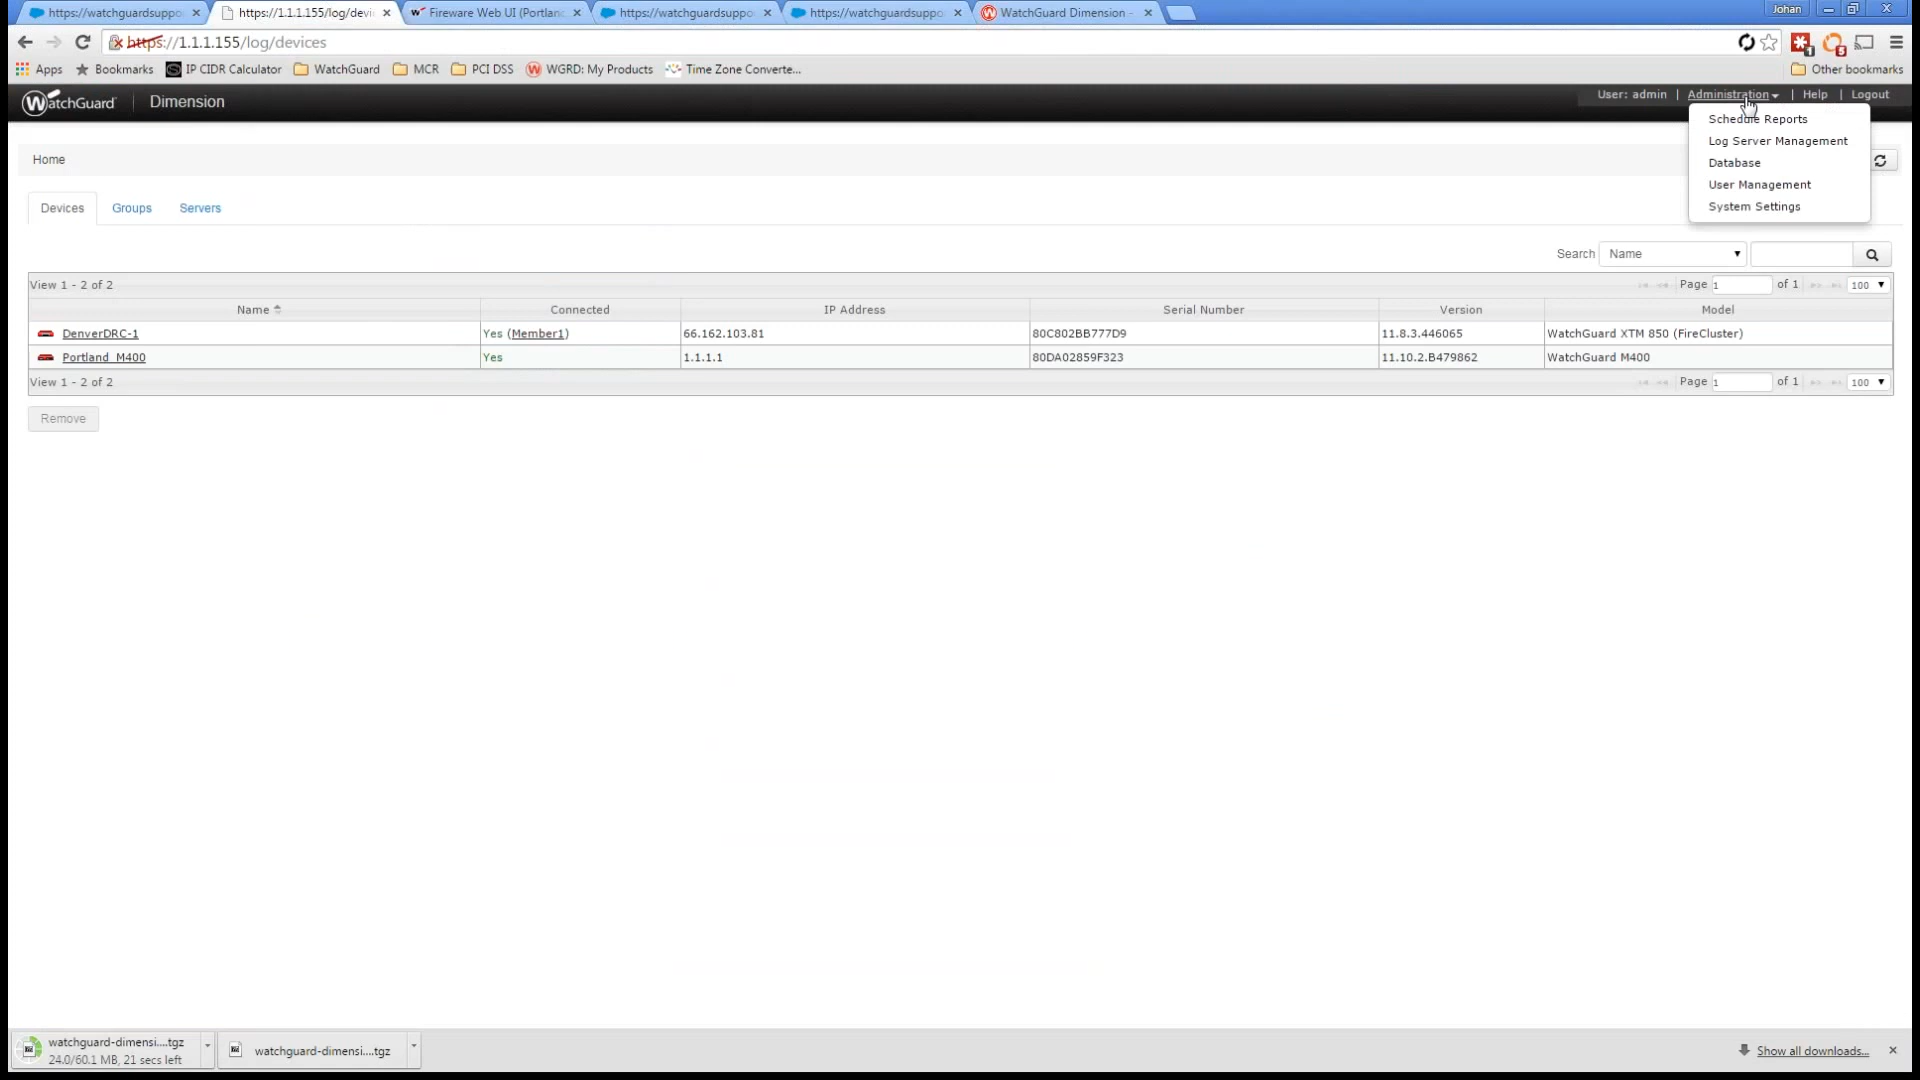 https://watchguardsuppo
https://1.1.1.155/log/devi
Fireware Web UI (Portlan
https://watchguardsuppo
https://watchguardsuppo
WatchGuard Dimension -
Johan
https://1.1.1.155/log/devices
Apps
Bookmarks
IP CIDR Calculator
WatchGuard
MCR
PCI DSS
WGRD: My Products
Time Zone Converte...
Other bookmarks
WatchGuard
Dimension
User: admin | Administration | Help | Logout
Schedule Reports
Log Server Management
Database
User Management
System Settings
Home
Devices
Groups
Servers
Search
Name
View 1 - 2 of 2
Page 1 of 1
100
Name Connected IP Address Serial Number Version Model
DenverDRC-1 Yes (Member1) 66.162.103.81 80C802BB777D9 11.8.3.446065 WatchGuard XTM 850 (FireCluster)
Portland_M400 Yes 1.1.1.1 80DA02859F323 11.10.2.B479862 WatchGuard M400
View 1 - 2 of 2
Page 1 of 1
100
Remove
watchguard-dimensi....tgz
24.0/60.1 MB, 21 secs left
watchguard-dimensi....tgz
Show all downloads...